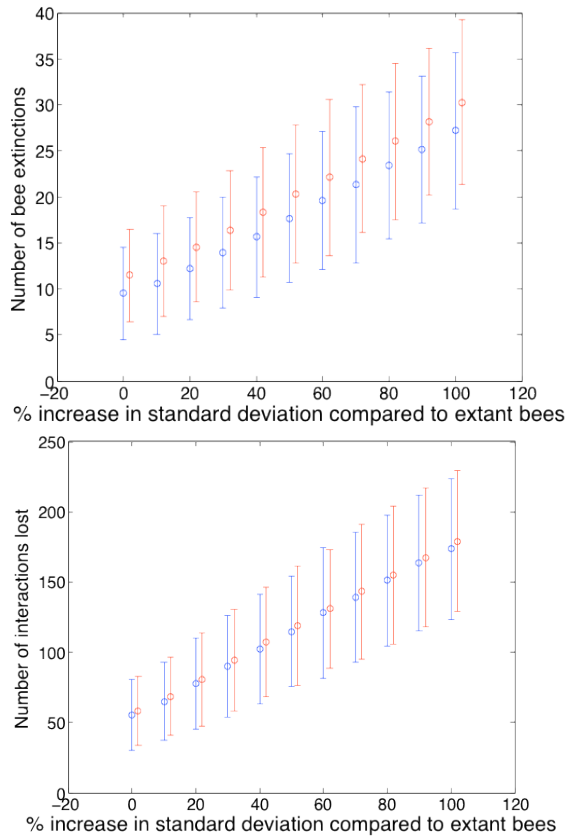 40
35
30
25
20
15
10
5
0
Number of bee extinctions
−20 0 20 40 60 80 100 120
% increase in standard deviation compared to extant bees
250
200
150
100
50
0
Number of interactions lost
−20 0 20 40 60 80 100 120
% increase in standard deviation compared to extant bees